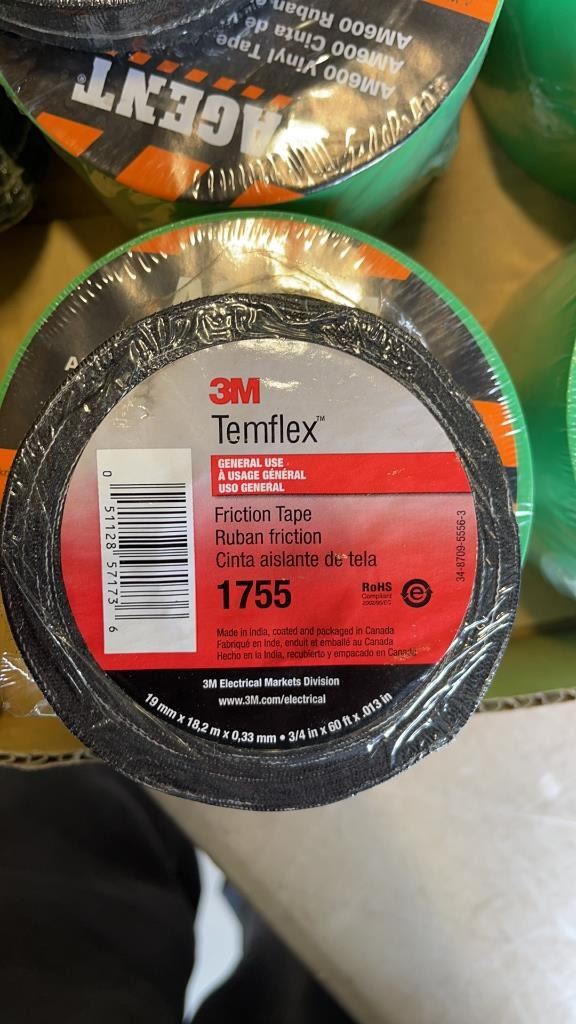 AM600 Ruban
AM600 Cinta de
AM600 Vinyl Tape
AGENT®
3M
Temflex™
GENERAL USE
À USAGE GÉNÉRAL
USO GENERAL
Friction Tape
Ruban friction
Cinta aislante de tela
1755
RoHS
Compliant
2002/95/EC
e
34-8709-5556-3
0 51128 57173 6
Made in India, coated and packaged in Canada
Fabriqué en Inde, enduit et emballé au Canada
Hecho en la India, recubierto y empacado en Canadá
3M Electrical Markets Division
www.3M.com/electrical
19 mm x 18,2 m x 0,33 mm • 3/4 in x 60 ft x .013 in